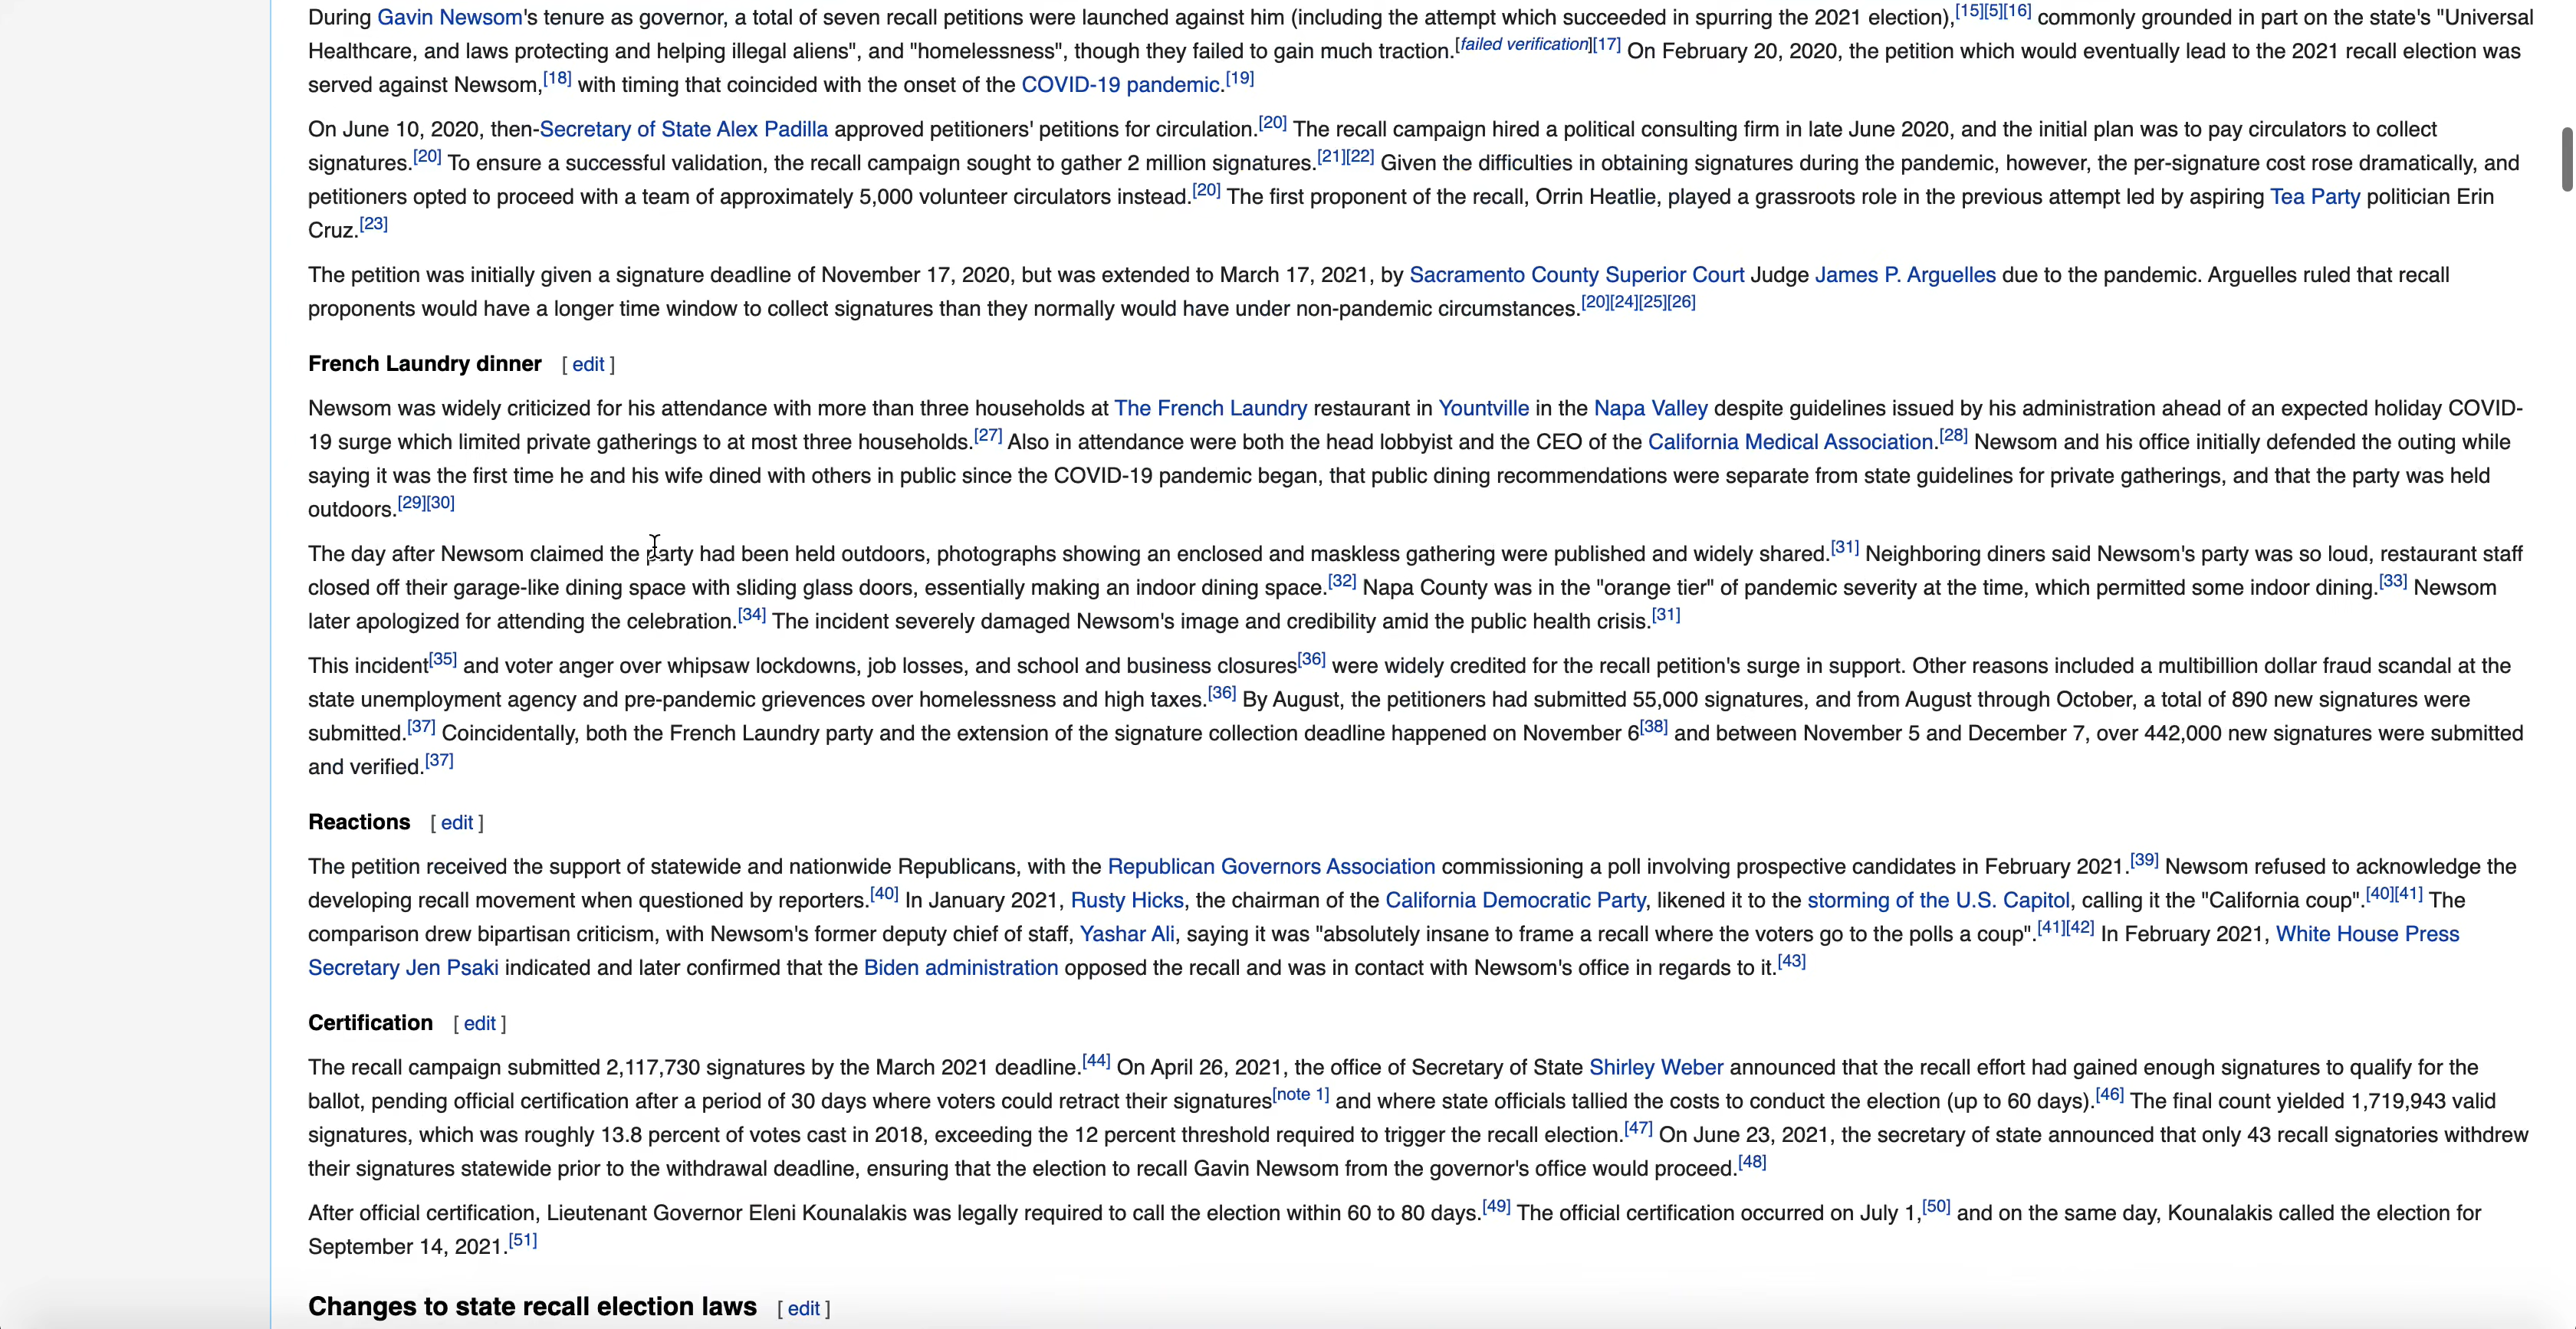 During Gavin Newsom's tenure as governor, a total of seven recall petitions were launched against him (including the attempt which succeeded in spurring the 2021 election),[15][5][16] commonly grounded in part on the state's "Universal
Healthcare, and laws protecting and helping illegal aliens", and "homelessness", though they failed to gain much traction.[failed verification][17] On February 20, 2020, the petition which would eventually lead to the 2021 recall election was
served against Newsom,[18] with timing that coincided with the onset of the COVID-19 pandemic.[19]
On June 10, 2020, then-Secretary of State Alex Padilla approved petitioners' petitions for circulation.[20] The recall campaign hired a political consulting firm in late June 2020, and the initial plan was to pay circulators to collect
signatures.[20] To ensure a successful validation, the recall campaign sought to gather 2 million signatures.[21][22] Given the difficulties in obtaining signatures during the pandemic, however, the per-signature cost rose dramatically, and
petitioners opted to proceed with a team of approximately 5,000 volunteer circulators instead.[20] The first proponent of the recall, Orrin Heatlie, played a grassroots role in the previous attempt led by aspiring Tea Party politician Erin
Cruz.[23]
The petition was initially given a signature deadline of November 17, 2020, but was extended to March 17, 2021, by Sacramento County Superior Court Judge James P. Arguelles due to the pandemic. Arguelles ruled that recall
proponents would have a longer time window to collect signatures than they normally would have under non-pandemic circumstances.[20][24][25][26]
French Laundry dinner [ edit ]
Newsom was widely criticized for his attendance with more than three households at The French Laundry restaurant in Yountville in the Napa Valley despite guidelines issued by his administration ahead of an expected holiday COVID-
19 surge which limited private gatherings to at most three households.[27] Also in attendance were both the head lobbyist and the CEO of the California Medical Association.[28] Newsom and his office initially defended the outing while
saying it was the first time he and his wife dined with others in public since the COVID-19 pandemic began, that public dining recommendations were separate from state guidelines for private gatherings, and that the party was held
outdoors.[29][30]
The day after Newsom claimed the party had been held outdoors, photographs showing an enclosed and maskless gathering were published and widely shared.[31] Neighboring diners said Newsom's party was so loud, restaurant staff
closed off their garage-like dining space with sliding glass doors, essentially making an indoor dining space.[32] Napa County was in the "orange tier" of pandemic severity at the time, which permitted some indoor dining.[33] Newsom
later apologized for attending the celebration.[34] The incident severely damaged Newsom's image and credibility amid the public health crisis.[31]
This incident[35] and voter anger over whipsaw lockdowns, job losses, and school and business closures[36] were widely credited for the recall petition's surge in support. Other reasons included a multibillion dollar fraud scandal at the
state unemployment agency and pre-pandemic grievences over homelessness and high taxes.[36] By August, the petitioners had submitted 55,000 signatures, and from August through October, a total of 890 new signatures were
submitted.[37] Coincidentally, both the French Laundry party and the extension of the signature collection deadline happened on November 6[38] and between November 5 and December 7, over 442,000 new signatures were submitted
and verified.[37]
Reactions [ edit ]
The petition received the support of statewide and nationwide Republicans, with the Republican Governors Association commissioning a poll involving prospective candidates in February 2021.[39] Newsom refused to acknowledge the
developing recall movement when questioned by reporters.[40] In January 2021, Rusty Hicks, the chairman of the California Democratic Party, likened it to the storming of the U.S. Capitol, calling it the "California coup".[40][41] The
comparison drew bipartisan criticism, with Newsom's former deputy chief of staff, Yashar Ali, saying it was "absolutely insane to frame a recall where the voters go to the polls a coup".[41][42] In February 2021, White House Press
Secretary Jen Psaki indicated and later confirmed that the Biden administration opposed the recall and was in contact with Newsom's office in regards to it.[43]
Certification [ edit ]
The recall campaign submitted 2,117,730 signatures by the March 2021 deadline.[44] On April 26, 2021, the office of Secretary of State Shirley Weber announced that the recall effort had gained enough signatures to qualify for the
ballot, pending official certification after a period of 30 days where voters could retract their signatures[note 1] and where state officials tallied the costs to conduct the election (up to 60 days).[46] The final count yielded 1,719,943 valid
signatures, which was roughly 13.8 percent of votes cast in 2018, exceeding the 12 percent threshold required to trigger the recall election.[47] On June 23, 2021, the secretary of state announced that only 43 recall signatories withdrew
their signatures statewide prior to the withdrawal deadline, ensuring that the election to recall Gavin Newsom from the governor's office would proceed.[48]
After official certification, Lieutenant Governor Eleni Kounalakis was legally required to call the election within 60 to 80 days.[49] The official certification occurred on July 1,[50] and on the same day, Kounalakis called the election for
September 14, 2021.[51]
Changes to state recall election laws [ edit ]